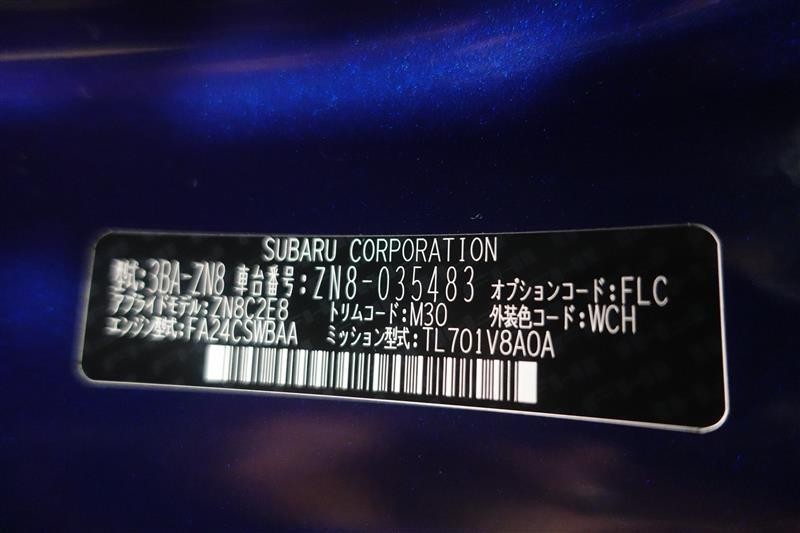 SUBARU CORPORATION
型式:3BA-ZN8 車台番号:ZN8-035483 オプションコード:FLC
アプライドモデル:ZN8C2E8 トリムコード:M30 外装色コード:WCH
エンジン型式:FA24CSWBAA ミッション型式:TL701V8A0A